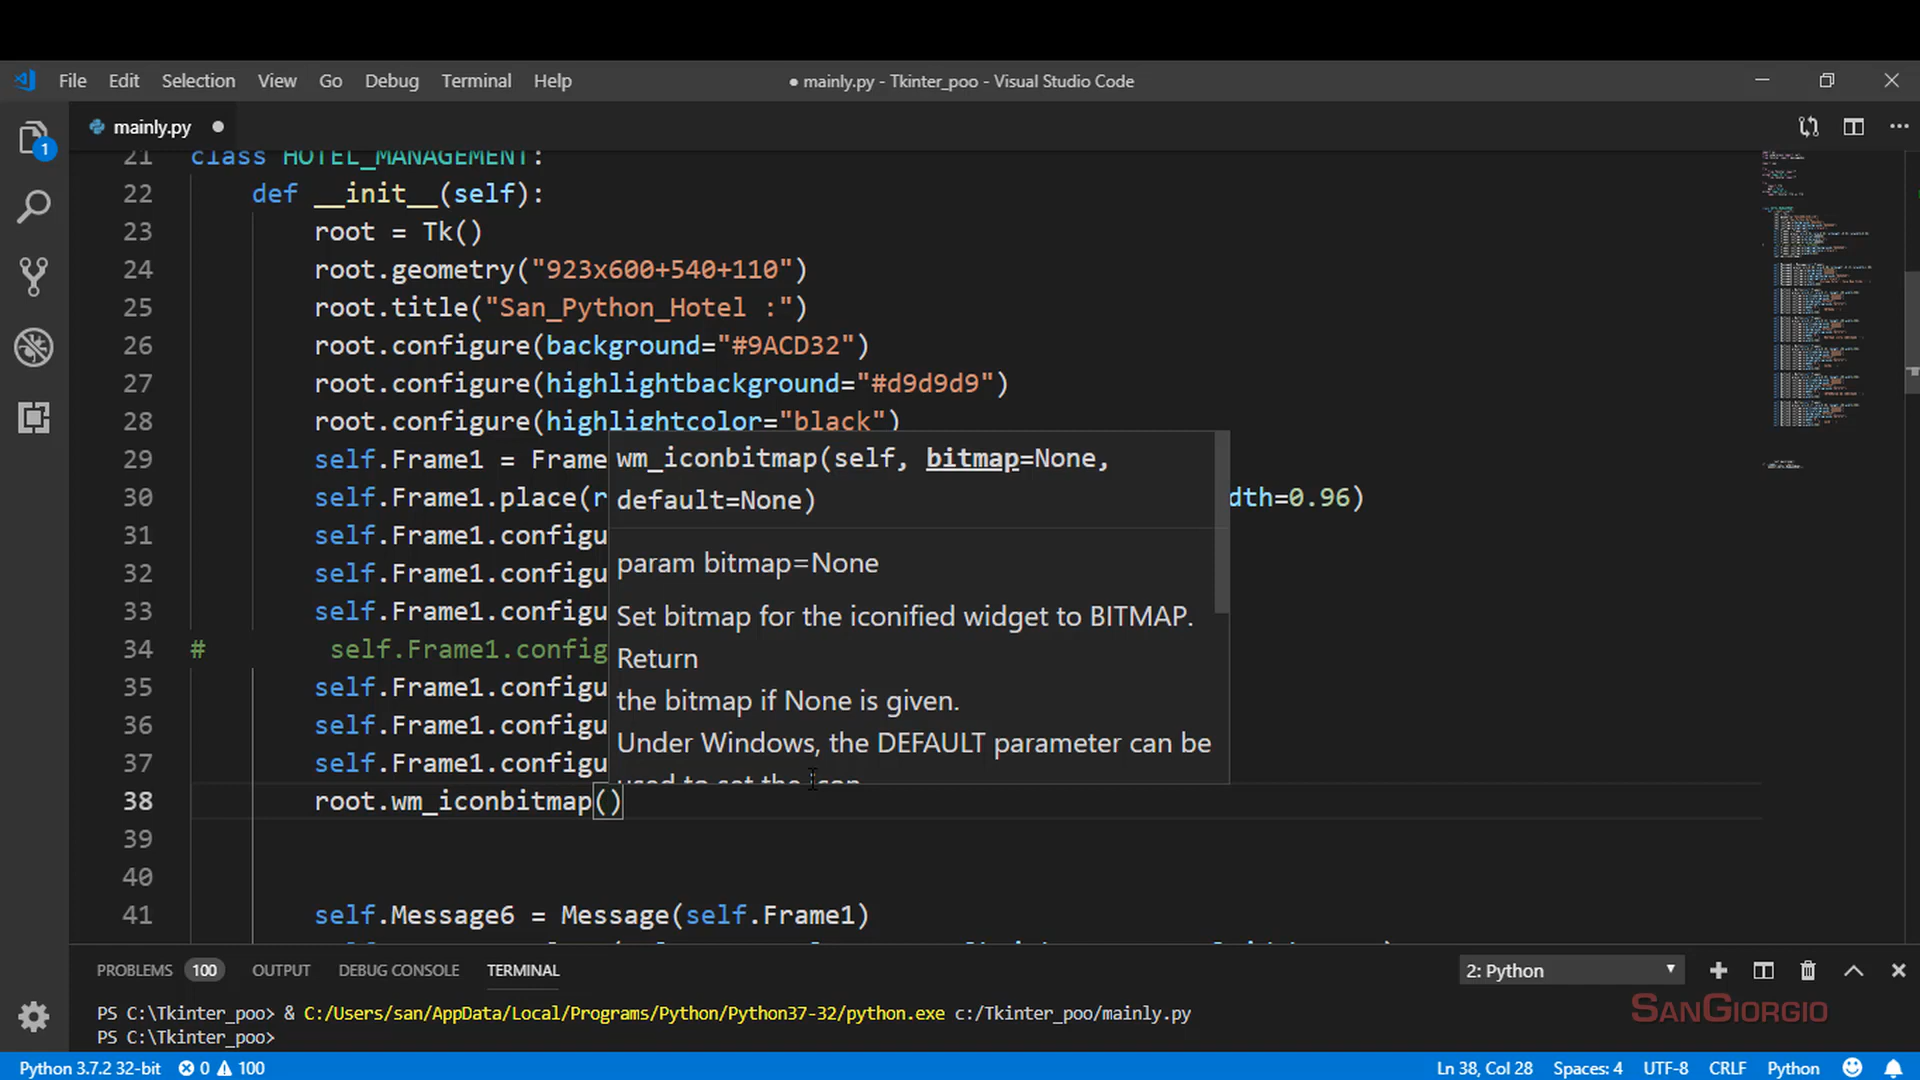 File Edit Selection View Go Debug Terminal Help
● mainly.py - Tkinter_poo - Visual Studio Code
mainly.py
1
21 class HOTEL_MANAGEMENT:
22 def __init__(self):
23 root = Tk()
24 root.geometry("923x600+540+110")
25 root.title("San_Python_Hotel :")
26 root.configure(background="#9ACD32")
27 root.configure(highlightbackground="#d9d9d9")
28 root.configure(highlightcolor="black")
29 self.Frame1 = Frame
30 self.Frame1.place(r dth=0.96)
31 self.Frame1.configu
32 self.Frame1.configu
33 self.Frame1.configu
34 # self.Frame1.config
35 self.Frame1.configu
36 self.Frame1.configu
37 self.Frame1.configu
38 root.wm_iconbitmap()
39
40
41 self.Message6 = Message(self.Frame1)
wm_iconbitmap(self, bitmap=None,
default=None)
param bitmap=None
Set bitmap for the iconified widget to BITMAP.
Return
the bitmap if None is given.
Under Windows, the DEFAULT parameter can be
used to set the icon
PROBLEMS 100 OUTPUT DEBUG CONSOLE TERMINAL
2: Python
PS C:\Tkinter_poo> & C:/Users/san/AppData/Local/Programs/Python/Python37-32/python.exe c:/Tkinter_poo/mainly.py
PS C:\Tkinter_poo>
SANGIORGIO
Python 3.7.2 32-bit 0 100
Ln 38, Col 28 Spaces: 4 UTF-8 CRLF Python